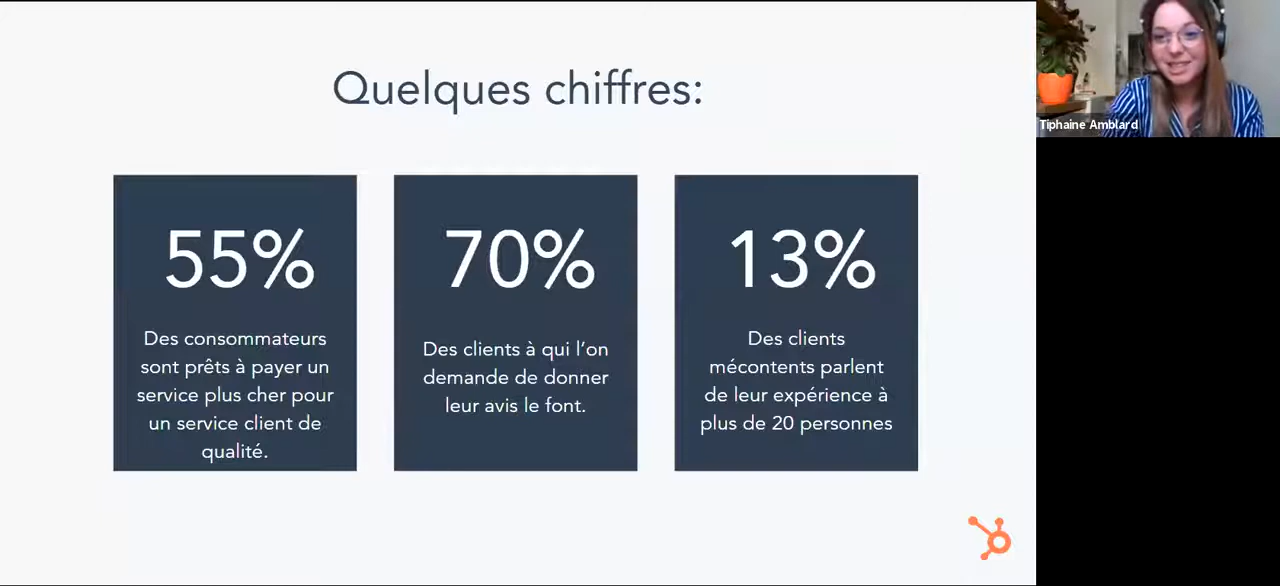 Quelques chiffres:
55%
Des consommateurs
sont prêts à payer un
service plus cher pour
un service client de
qualité.
70%
Des clients à qui l'on
demande de donner
leur avis le font.
13%
Des clients
mécontents parlent
de leur expérience à
plus de 20 personnes
Tiphaine Amblard